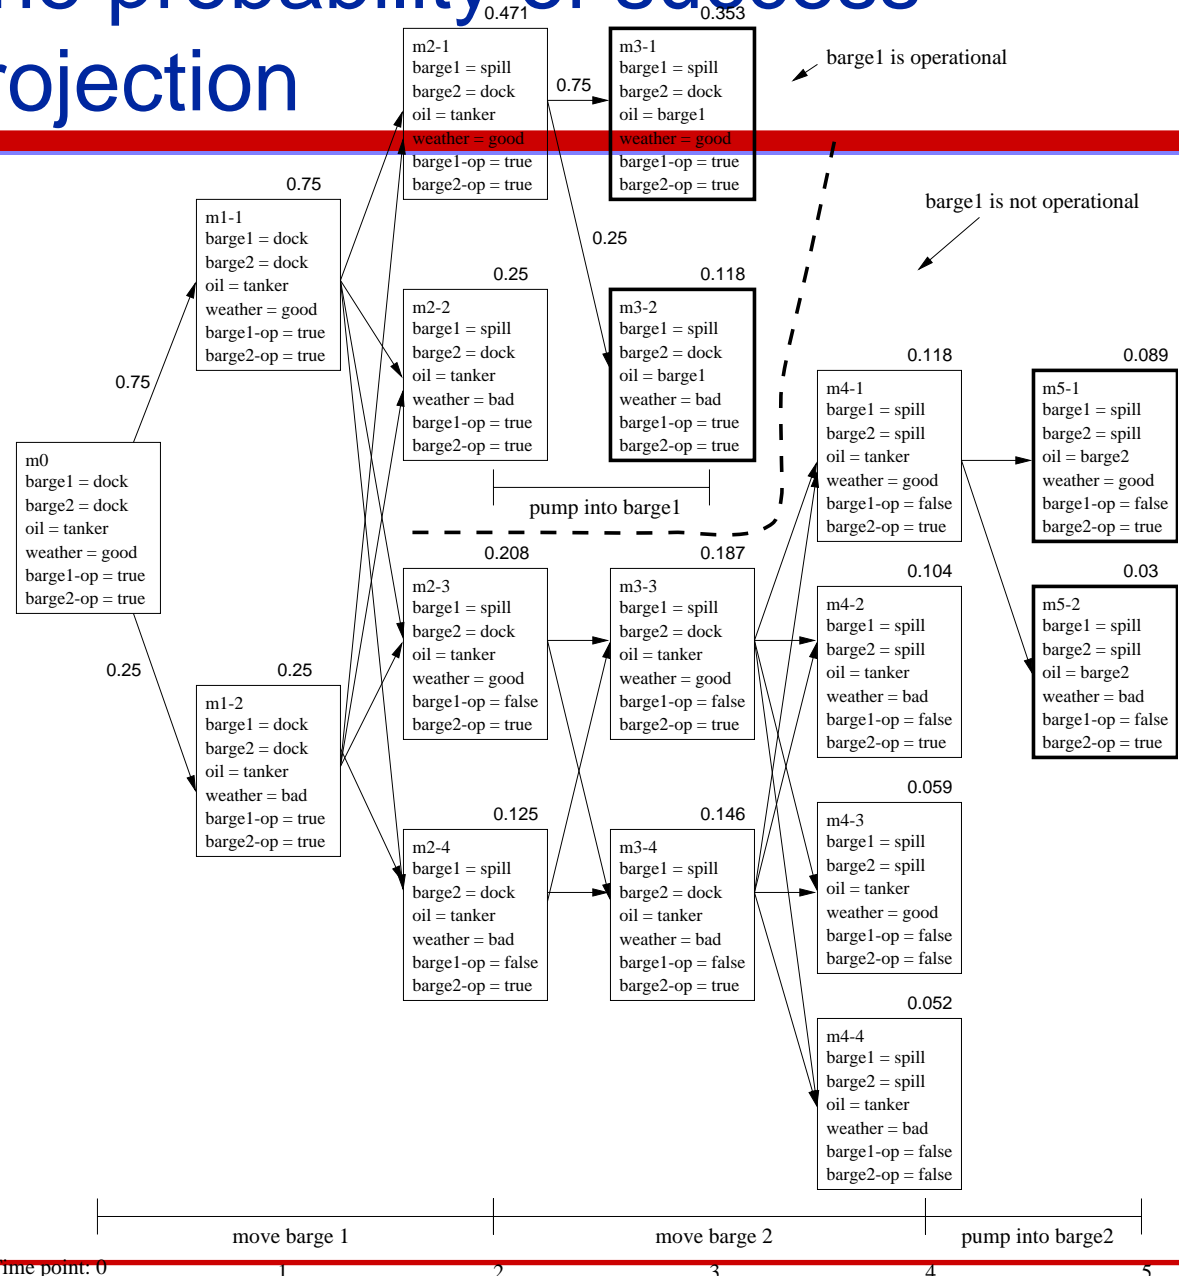 probability of success
rojection
0.471
m2-1
barge1 = spill
barge2 = dock
oil = tanker
weather = good
barge1-op = true
barge2-op = true
0.75
0.353
m3-1
barge1 = spill
barge2 = dock
oil = barge1
weather = good
barge1-op = true
barge2-op = true
barge1 is operational
barge1 is not operational
0.75
m1-1
barge1 = dock
barge2 = dock
oil = tanker
weather = good
barge1-op = true
barge2-op = true
0.25
0.25
m2-2
barge1 = spill
barge2 = dock
oil = tanker
weather = bad
barge1-op = true
barge2-op = true
0.118
m3-2
barge1 = spill
barge2 = dock
oil = barge1
weather = bad
barge1-op = true
barge2-op = true
pump into barge1
0.75
m0
barge1 = dock
barge2 = dock
oil = tanker
weather = good
barge1-op = true
barge2-op = true
0.25
0.25
m1-2
barge1 = dock
barge2 = dock
oil = tanker
weather = bad
barge1-op = true
barge2-op = true
0.208
m2-3
barge1 = spill
barge2 = dock
oil = tanker
weather = good
barge1-op = false
barge2-op = true
0.187
m3-3
barge1 = spill
barge2 = dock
oil = tanker
weather = good
barge1-op = false
barge2-op = true
0.125
m2-4
barge1 = spill
barge2 = dock
oil = tanker
weather = bad
barge1-op = false
barge2-op = true
0.146
m3-4
barge1 = spill
barge2 = dock
oil = tanker
weather = bad
barge1-op = false
barge2-op = true
0.118
m4-1
barge1 = spill
barge2 = spill
oil = tanker
weather = good
barge1-op = false
barge2-op = true
0.089
m5-1
barge1 = spill
barge2 = spill
oil = barge2
weather = good
barge1-op = false
barge2-op = true
0.104
m4-2
barge1 = spill
barge2 = spill
oil = tanker
weather = bad
barge1-op = false
barge2-op = true
0.03
m5-2
barge1 = spill
barge2 = spill
oil = barge2
weather = bad
barge1-op = false
barge2-op = true
0.059
m4-3
barge1 = spill
barge2 = spill
oil = tanker
weather = good
barge1-op = false
barge2-op = false
0.052
m4-4
barge1 = spill
barge2 = spill
oil = tanker
weather = bad
barge1-op = false
barge2-op = false
move barge 1
move barge 2
pump into barge2
Time point: 0 1 2 3 4 5